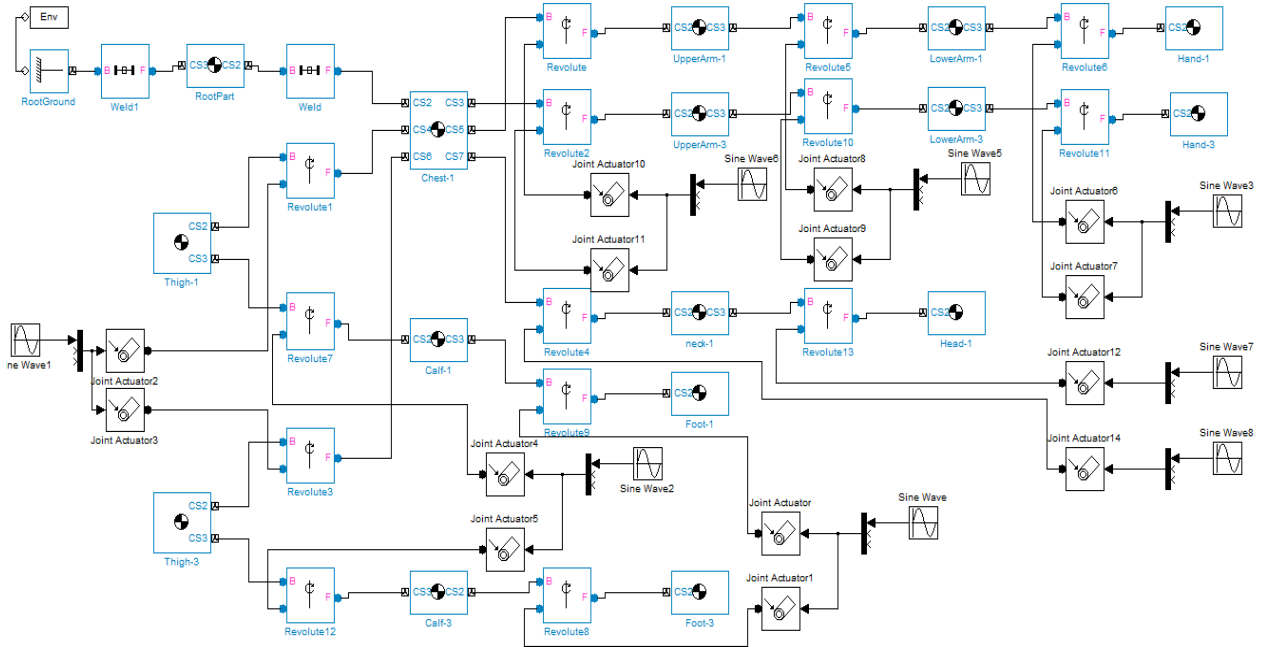 Env
RootGround
B F
Weld1
CS3 CS2
RootPart
B F
Weld
CS2 CS3
CS4 CS5
CS6 CS7
Chest-1
B F
Revolute
CS2 CS3
UpperArm-1
B F
Revolute5
CS2 CS3
LowerArm-1
B F
Revolute6
CS2
Hand-1
B F
Revolute2
CS2 CS3
UpperArm-3
B F
Revolute10
CS2 CS3
LowerArm-3
B F
Revolute11
CS2
Hand-3
B F
Revolute1
Joint Actuator10
Sine Wave6
Joint Actuator8
Sine Wave5
Joint Actuator6
Sine Wave3
CS2
CS3
Thigh-1
Joint Actuator11
Joint Actuator9
Joint Actuator7
B F
Revolute7
CS2 CS3
Calf-1
B F
Revolute4
CS2 CS3
neck-1
B F
Revolute13
CS2
Head-1
ne Wave1
Joint Actuator2
Joint Actuator12
Sine Wave7
B F
Revolute9
CS2
Foot-1
Joint Actuator3
B F
Revolute3
Joint Actuator4
Sine Wave2
Joint Actuator14
Sine Wave8
CS2
CS3
Thigh-3
Joint Actuator5
Joint Actuator
Sine Wave
B F
Revolute12
CS3 CS2
Calf-3
B F
Revolute8
CS2
Foot-3
Joint Actuator1